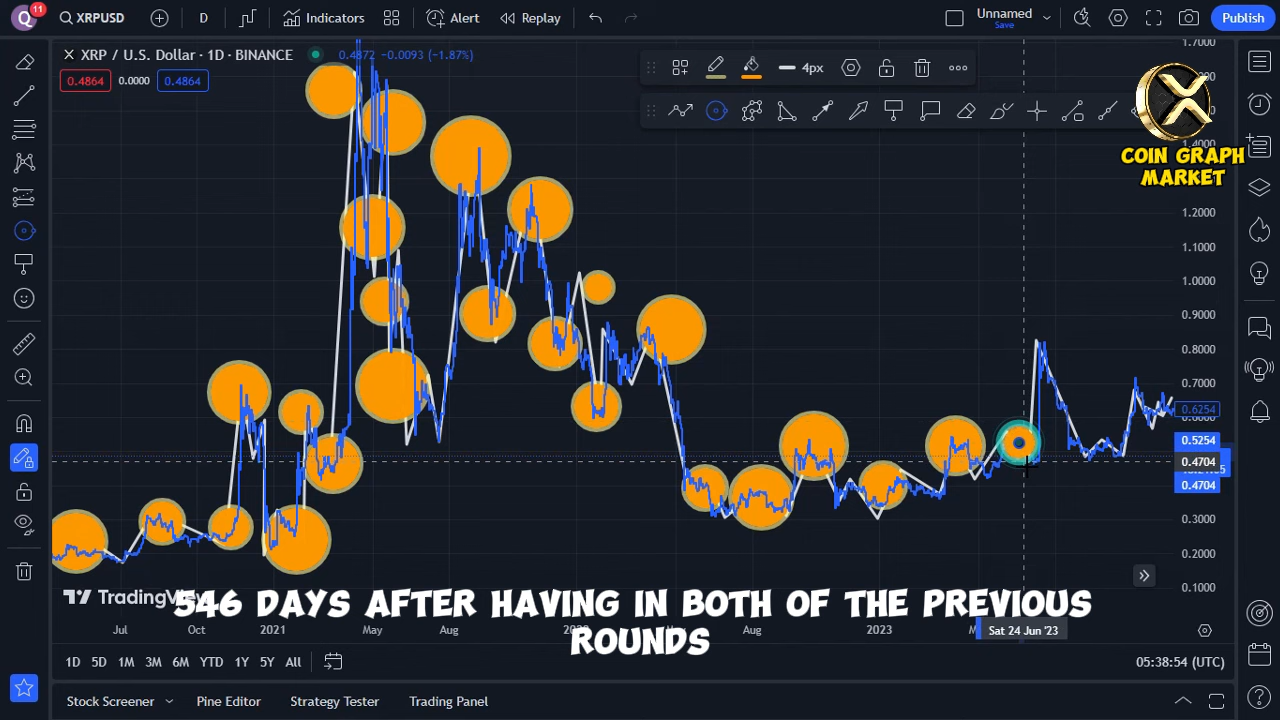 Q 11 XRPUSD D Indicators Alert Replay Unnamed Save Publish
XRP / U.S. Dollar · 1D · BINANCE 0.4872 −0.0093 (−1.87%)
0.4864 0.0000 0.4864
4px
COIN GRAPH
MARKET
1.7000
1.4000
1.2000
1.1000
1.0000
0.9000
0.8000
0.7000
0.6254
0.5254
0.4704
0.4704
0.3000
0.2000
0.1000
TradingView
546 DAYS AFTER HAVING IN BOTH OF THE PREVIOUS
ROUNDS
Jul Oct 2021 May Aug Aug 2023 Sat 24 Jun '23
1D 5D 1M 3M 6M YTD 1Y 5Y All 05:38:54 (UTC)
Stock Screener Pine Editor Strategy Tester Trading Panel